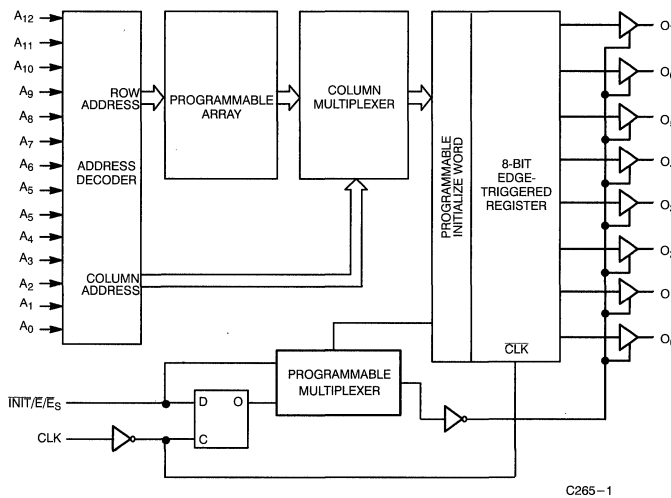 A12
A11
A10
A9
A8
A7
A6
A5
A5
A4
A3
A2
A1
A0
ROW
ADDRESS
ADDRESS
DECODER
COLUMN
ADDRESS
PROGRAMMABLE
ARRAY
COLUMN
MULTIPLEXER
PROGRAMMABLE
INITIALIZE WORD
8-BIT
EDGE-
TRIGGERED
REGISTER
CLK
O
O
O
O
O
O
O
O
PROGRAMMABLE
MULTIPLEXER
INIT/E/ES
D O
C
CLK
C265-1